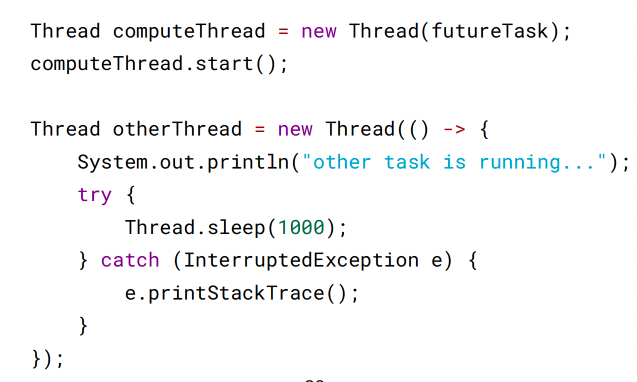 Thread computeThread = new Thread(futureTask);
computeThread.start();

Thread otherThread = new Thread(() -> {
    System.out.println("other task is running...");
    try {
        Thread.sleep(1000);
    } catch (InterruptedException e) {
        e.printStackTrace();
    }
});